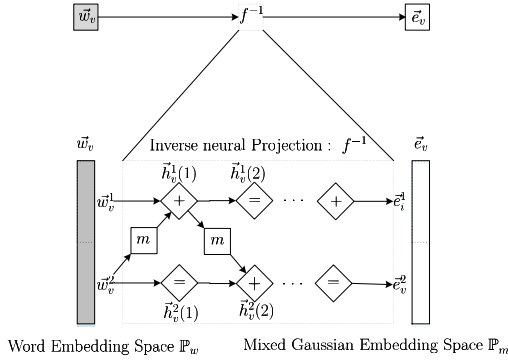 w⃗_v f⁻¹ e⃗_v
w⃗_v Inverse neural Projection : f⁻¹ e⃗_v
h⃗_v^1(1) h⃗_v^1(2)
w⃗_v^1 + = ··· + e⃗_i^1
m m
w⃗_v^2 = + ··· = e⃗_v^2
h⃗_v^2(1) h⃗_v^2(2)
Word Embedding Space ℙ_w Mixed Gaussian Embedding Space ℙ_m